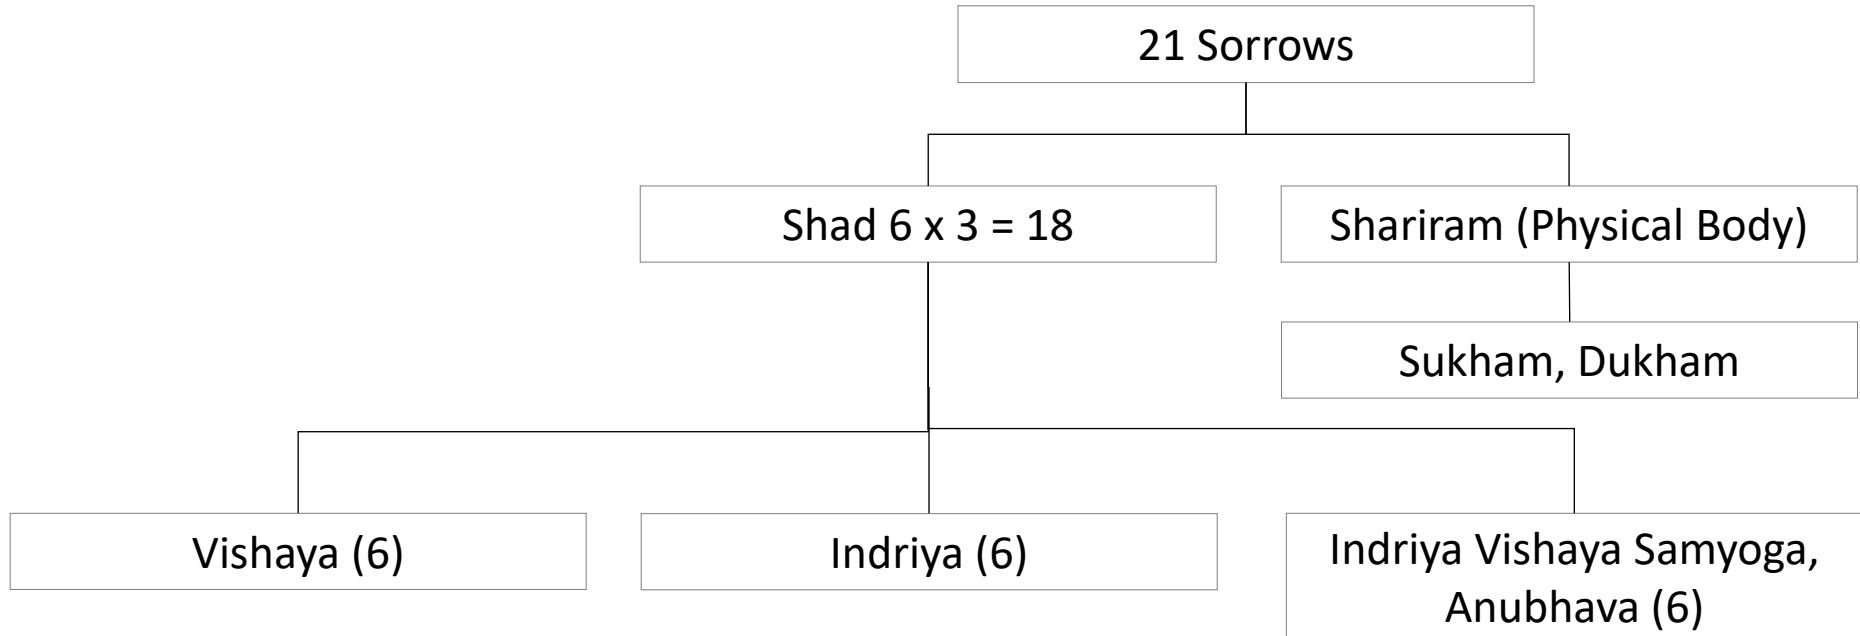 21 Sorrows
Shad 6 x 3 = 18
Shariram (Physical Body)
Sukham, Dukham
Vishaya (6)
Indriya (6)
Indriya Vishaya Samyoga,
Anubhava (6)